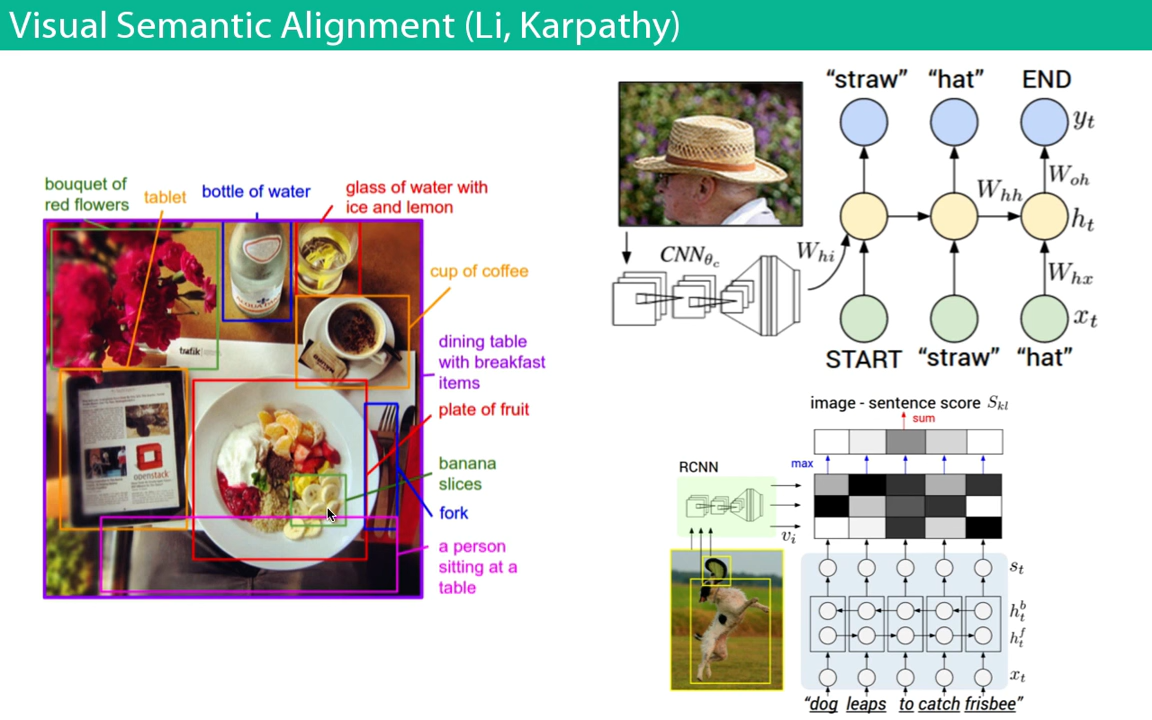 Visual Semantic Alignment (Li, Karpathy)
bouquet of
red flowers
tablet
bottle of water
glass of water with
ice and lemon
cup of coffee
dining table
with breakfast
items
plate of fruit
banana
slices
fork
a person
sitting at a
table
trafik
openstack
"straw" "hat" END
y_t
W_hh
W_oh
h_t
CNN_θc
W_hi
W_hx
x_t
START "straw" "hat"
image - sentence score S_kl
sum
max
RCNN
v_i
s_t
h_t^b
h_t^f
x_t
"dog leaps to catch frisbee"